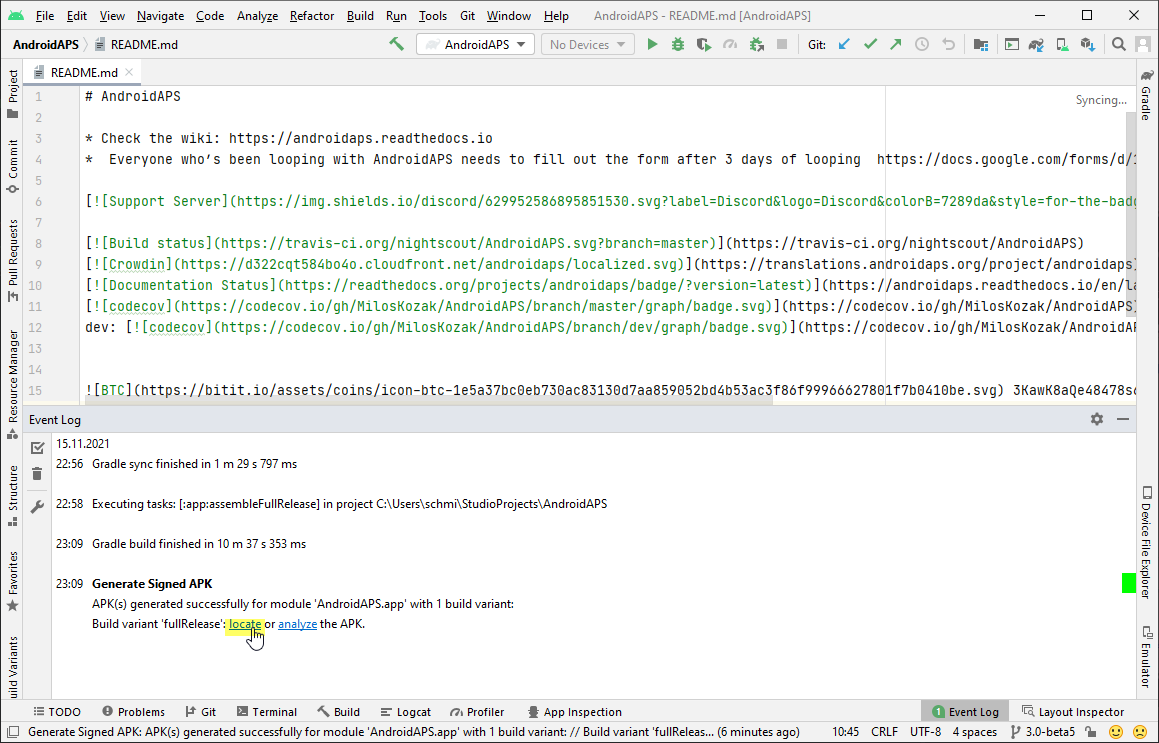 File Edit View Navigate Code Analyze Refactor Build Run Tools Git Window Help AndroidAPS - README.md [AndroidAPS]
AndroidAPS README.md AndroidAPS No Devices Git:
README.md
Syncing...
1 # AndroidAPS
2
3 * Check the wiki: https://androidaps.readthedocs.io
4 *  Everyone who’s been looping with AndroidAPS needs to fill out the form after 3 days of looping  https://docs.google.com/forms/d/
5
6 [![Support Server](https://img.shields.io/discord/629952586895851530.svg?label=Discord&logo=Discord&colorB=7289da&style=for-the-badg
7
8 [![Build status](https://travis-ci.org/nightscout/AndroidAPS.svg?branch=master)](https://travis-ci.org/nightscout/AndroidAPS)
9 [![Crowdin](https://d322cqt584bo4o.cloudfront.net/androidaps/localized.svg)](https://translations.androidaps.org/project/androidaps)
10 [![Documentation Status](https://readthedocs.org/projects/androidaps/badge/?version=latest)](https://androidaps.readthedocs.io/en/la
11 [![codecov](https://codecov.io/gh/MilosKozak/AndroidAPS/branch/master/graph/badge.svg)](https://codecov.io/gh/MilosKozak/AndroidAPS)
12 dev: [![codecov](https://codecov.io/gh/MilosKozak/AndroidAPS/branch/dev/graph/badge.svg)](https://codecov.io/gh/MilosKozak/AndroidAP
13
14
15 ![BTC](https://bitit.io/assets/coins/icon-btc-1e5a37bc0eb730ac83130d7aa859052bd4b53ac3f86f99966627801f7b0410be.svg) 3KawK8aQe48478s
Project
Commit
Pull Requests
Resource Manager
Structure
Favorites
uild Variants
Gradle
Device File Explorer
Emulator
Event Log
15.11.2021
22:56 Gradle sync finished in 1 m 29 s 797 ms
22:58 Executing tasks: [:app:assembleFullRelease] in project C:\Users\schmi\StudioProjects\AndroidAPS
23:09 Gradle build finished in 10 m 37 s 353 ms
23:09 Generate Signed APK
APK(s) generated successfully for module 'AndroidAPS.app' with 1 build variant:
Build variant 'fullRelease': locate or analyze the APK.
TODO Problems Git Terminal Build Logcat Profiler App Inspection 1 Event Log Layout Inspector
Generate Signed APK: APK(s) generated successfully for module 'AndroidAPS.app' with 1 build variant: // Build variant 'fullReleas... (6 minutes ago) 10:45 CRLF UTF-8 4 spaces 3.0-beta5